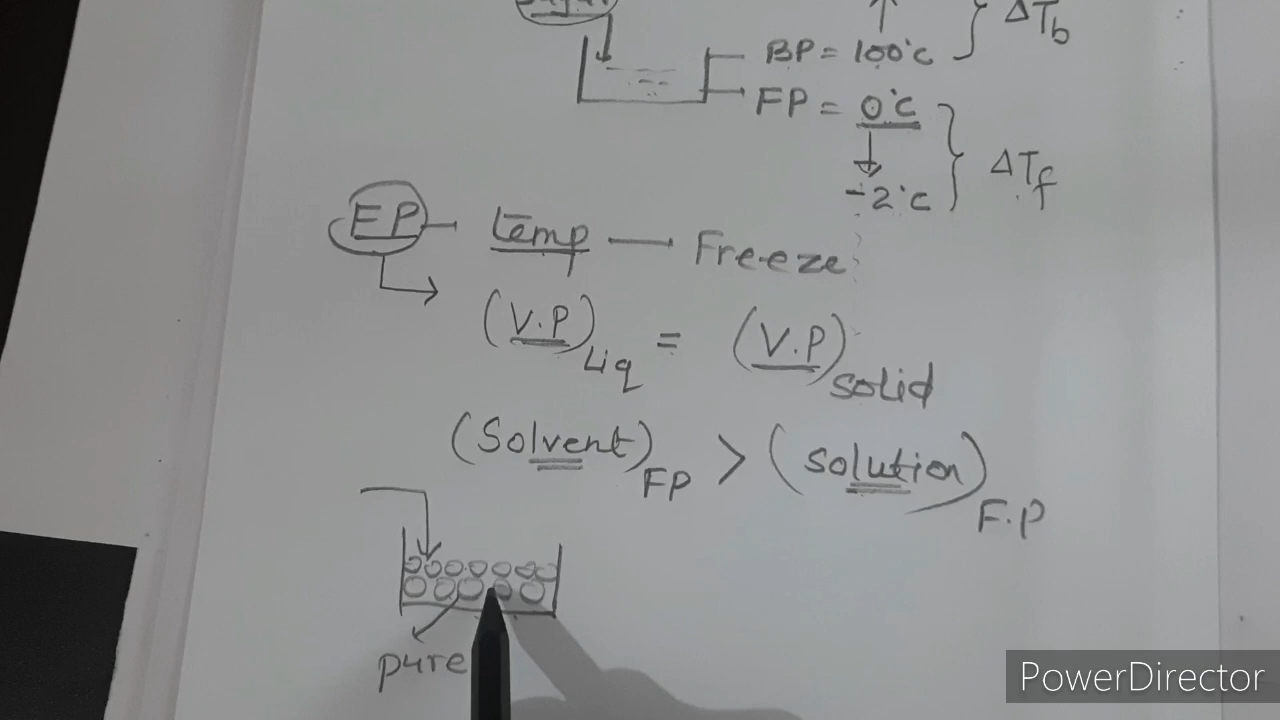 ΔTb
BP = 100°C
FP = 0°C
-2°C
ΔTf
FP - temp - Freeze
(V.P)Liq = (V.P)solid
(Solvent)FP > (solution)F.P
pure
PowerDirector